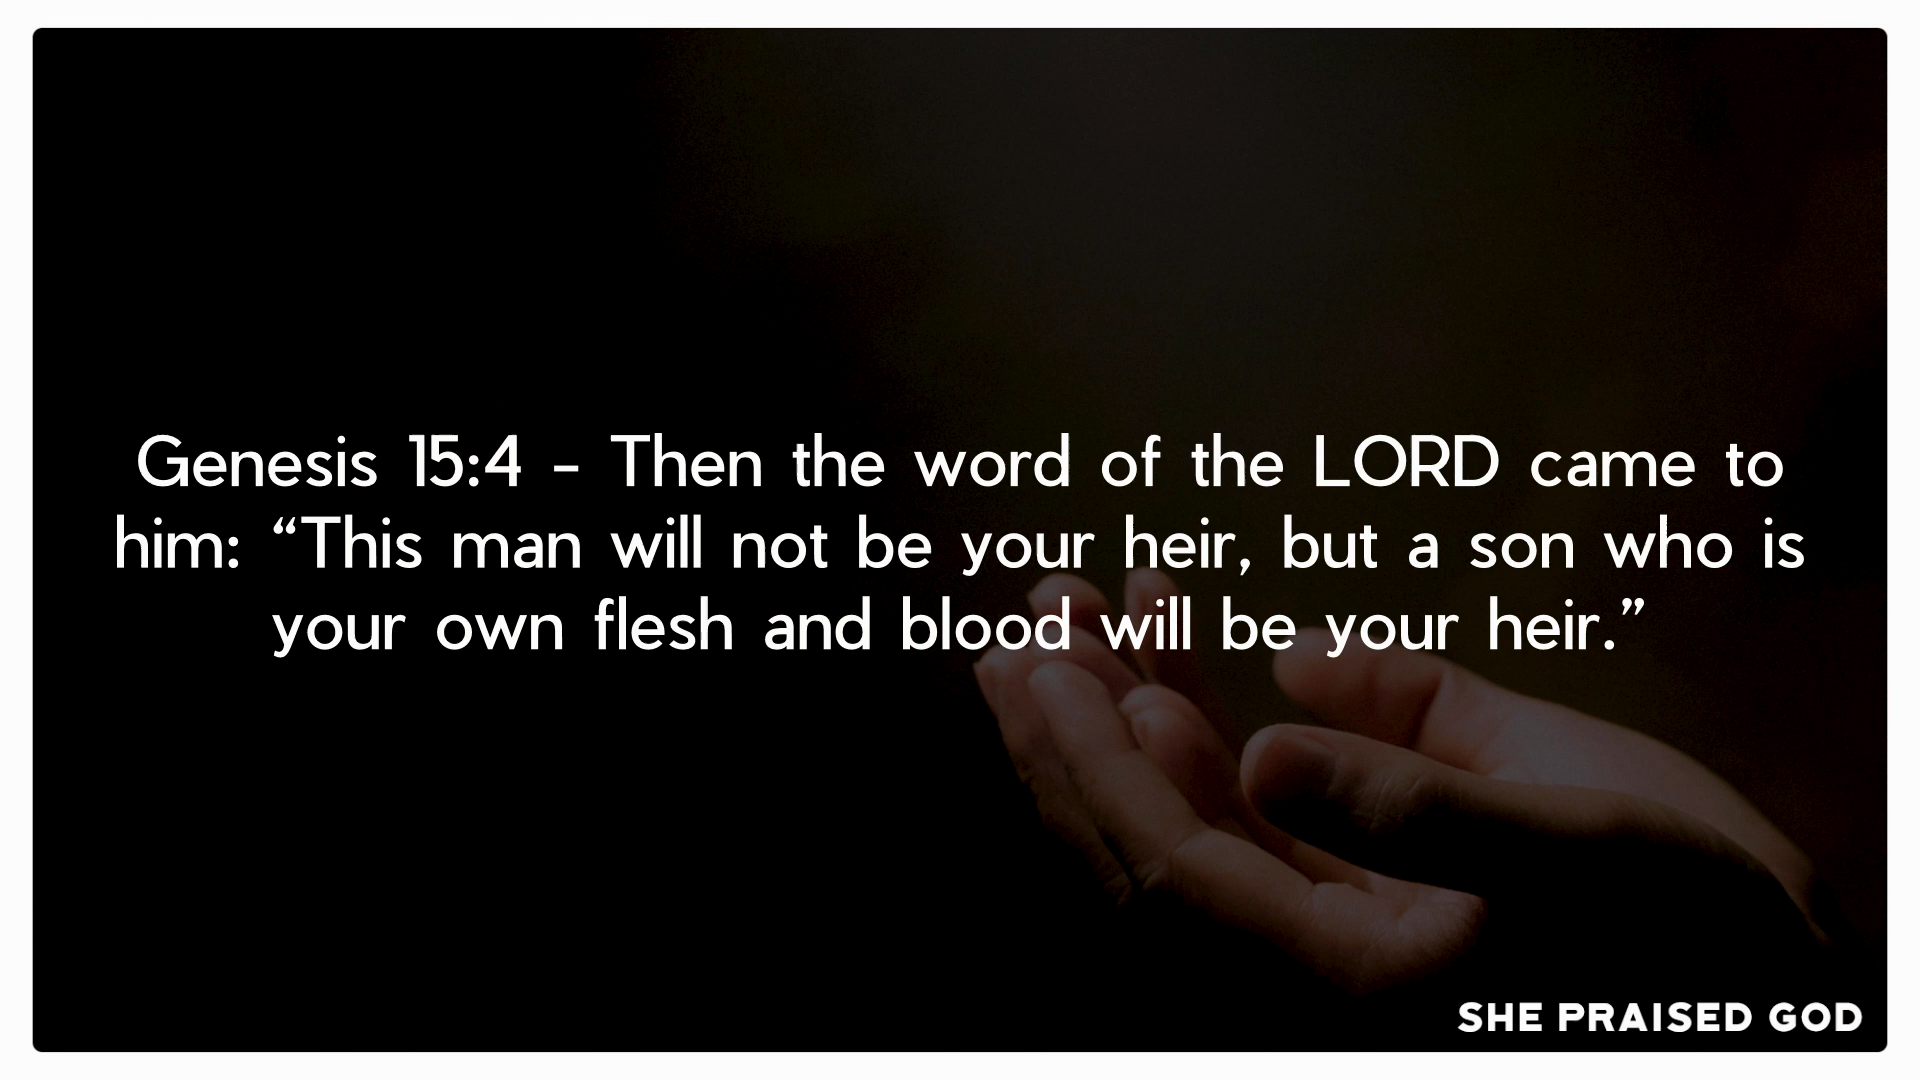 Genesis 15:4 - Then the word of the LORD came to
him: “This man will not be your heir, but a son who is
your own flesh and blood will be your heir.”
SHE PRAISED GOD